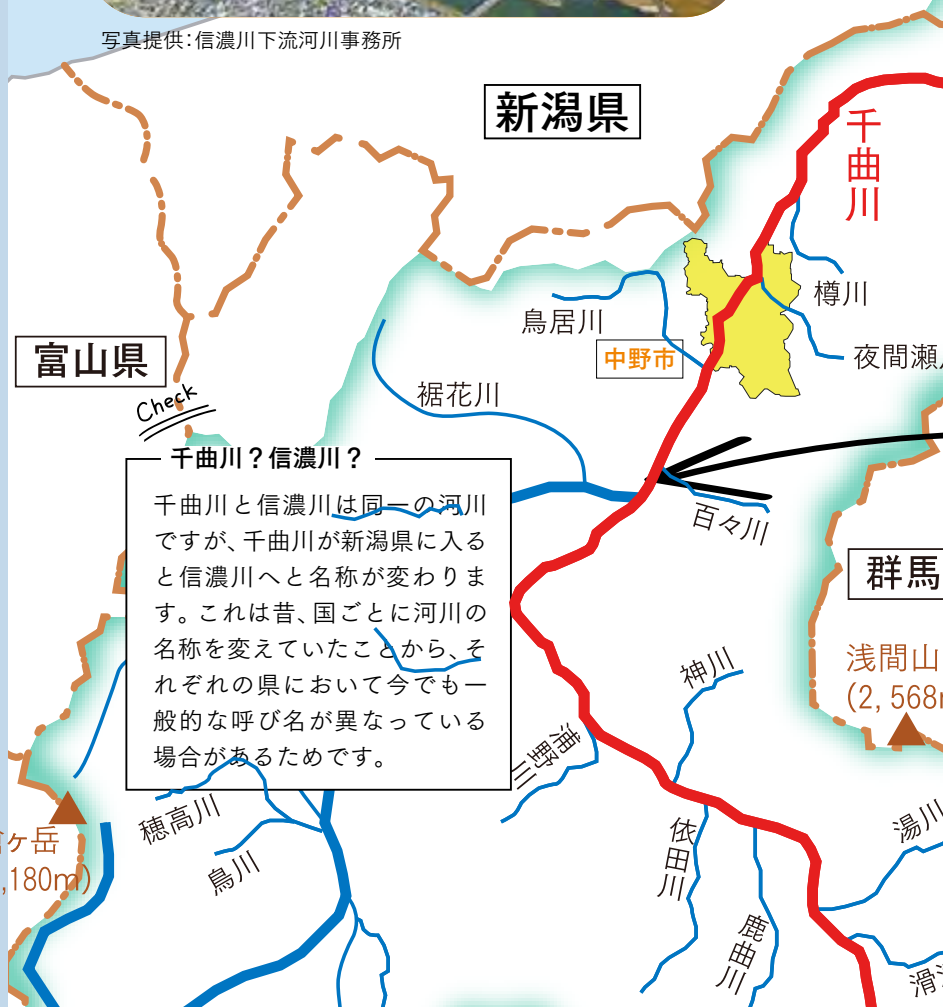 写真提供：信濃川下流河川事務所
新潟県
千曲川
樽川
鳥居川
中野市
夜間瀬
富山県
Check
裾花川
千曲川？信濃川？
千曲川と信濃川は同一の河川
ですが、千曲川が新潟県に入る
と信濃川へと名称が変わりま
す。これは昔、国ごとに河川の
名称を変えていたことから、そ
れぞれの県において今でも一
般的な呼び名が異なっている
場合があるためです。
百々川
群馬
浅間山
(2,568m
神川
浦野川
穂高川
ヶ岳
,180m)
烏川
依田川
湯川
鹿曲川
滑